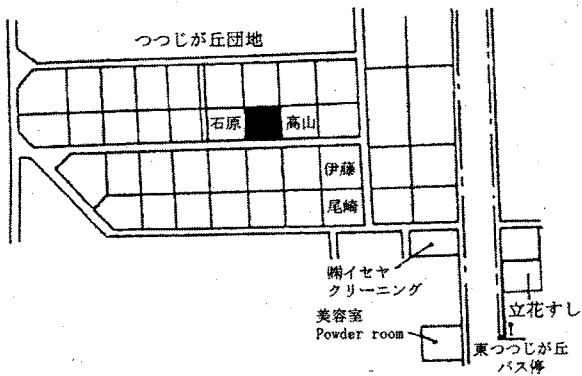 つつじが丘団地
石原
高山
伊藤
尾崎
㈱イセヤ
クリーニング
美容室
Powder room
立花すし
東つつじが丘
バス停